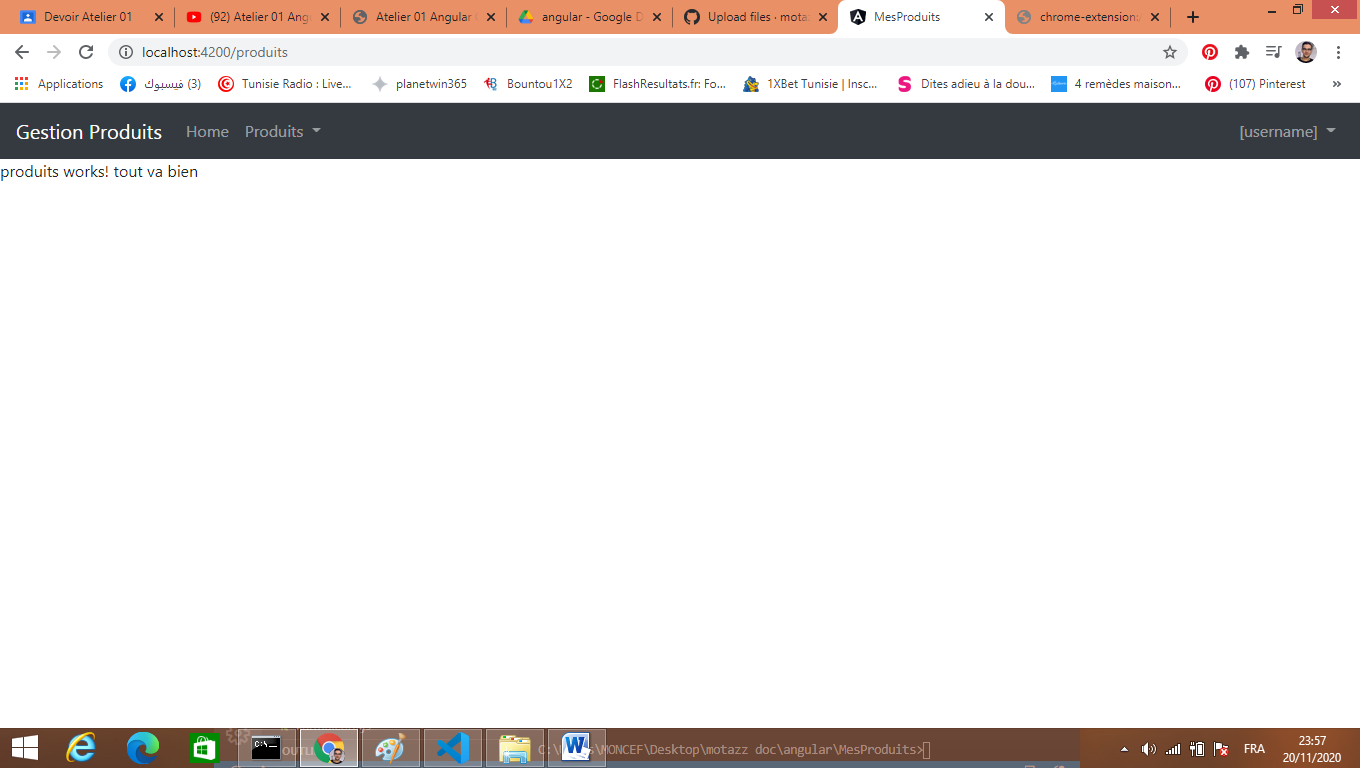 Devoir Atelier 01
(92) Atelier 01 Ang
Atelier 01 Angular
angular - Google D
Upload files · mota
MesProduits
chrome-extension:
localhost:4200/produits
Applications
(3) فيسبوك
Tunisie Radio : Live...
planetwin365
Bountou1X2
FlashResultats.fr: Fo...
1XBet Tunisie | Insc...
Dites adieu à la dou...
4 remèdes maison...
(107) Pinterest
»
Gestion Produits Home Produits [username]
produits works! tout va bien
OUTL
MONCEF\Desktop\motazz doc\angular\MesProduits>
FRA
23:57
20/11/2020